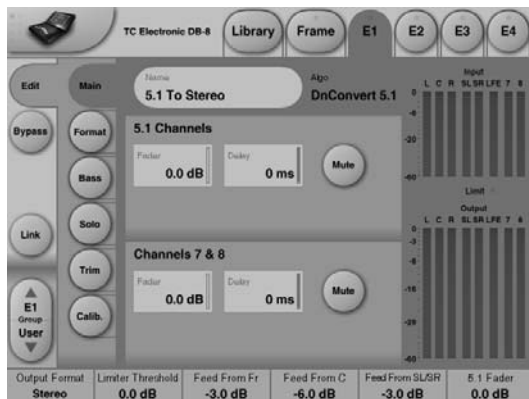 TC Electronic DB-8
Library
Frame
E1
E2
E3
E4
Edit
Main
Name
5.1 To Stereo
Algo
DnConvert 5.1
Input
L C R SL SR LFE 7 8
0
-20
-60
Bypass
Format
5.1 Channels
Fader
0.0 dB
Delay
0 ms
Mute
Bass
Limit
Solo
Link
Output
L C R SL SR LFE 7 8
0
-60
Channels 7 & 8
Fader
0.0 dB
Delay
0 ms
Mute
Trim
Calib.
E1
Group
User
Output Format
Stereo
Limiter Threshold
0.0 dB
Feed From Fr
-3.0 dB
Feed From C
-6.0 dB
Feed From SL/SR
-3.0 dB
5.1 Fader
0.0 dB